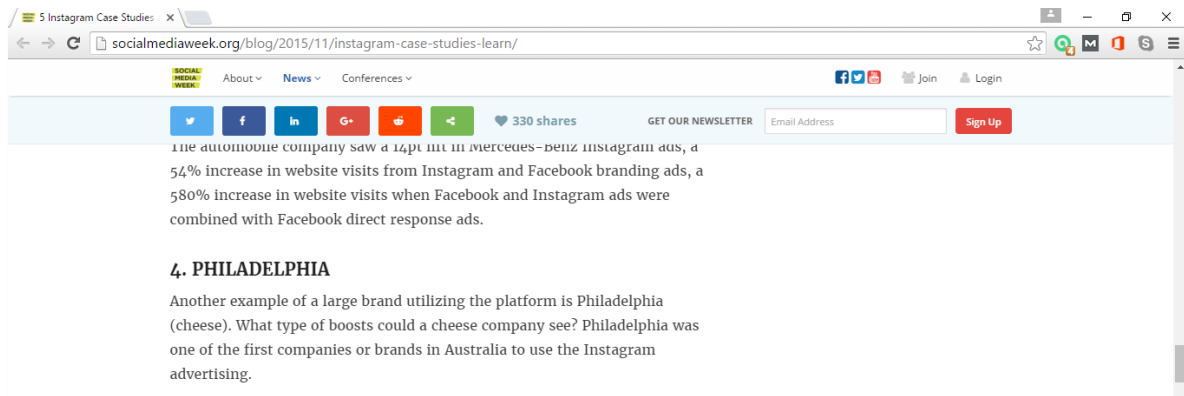 5 Instagram Case Studies
socialmediaweek.org/blog/2015/11/instagram-case-studies-learn/
SOCIAL
MEDIA
WEEK
About News Conferences Join Login
in G+ 330 shares GET OUR NEWSLETTER Email Address Sign Up
The automobile company saw a 14pt lift in Mercedes-Benz Instagram ads, a
54% increase in website visits from Instagram and Facebook branding ads, a
580% increase in website visits when Facebook and Instagram ads were
combined with Facebook direct response ads.
4. PHILADELPHIA
Another example of a large brand utilizing the platform is Philadelphia
(cheese). What type of boosts could a cheese company see? Philadelphia was
one of the first companies or brands in Australia to use the Instagram
advertising.